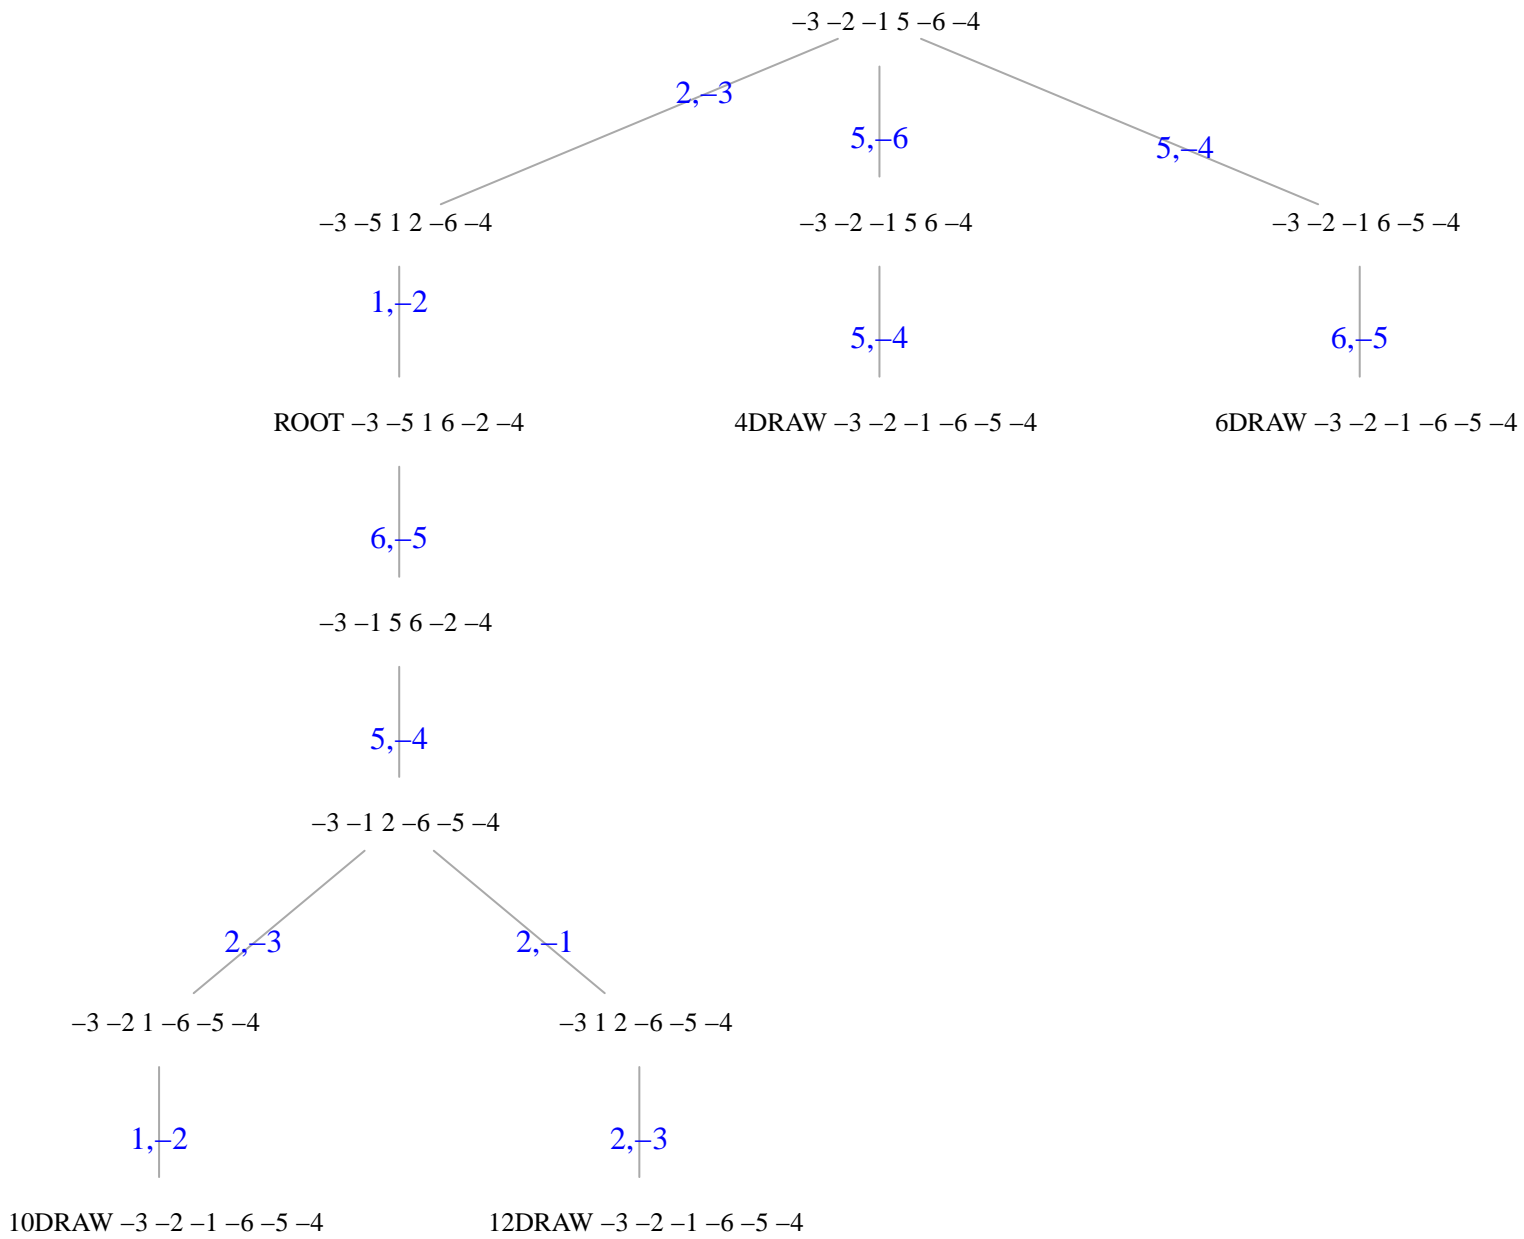 –3 –2 –1 5 –6 –4
2,–3
5,–6
5,–4
–3 –5 1 2 –6 –4
–3 –2 –1 5 6 –4
–3 –2 –1 6 –5 –4
1,–2
5,–4
6,–5
ROOT –3 –5 1 6 –2 –4
4DRAW –3 –2 –1 –6 –5 –4
6DRAW –3 –2 –1 –6 –5 –4
6,–5
–3 –1 5 6 –2 –4
5,–4
–3 –1 2 –6 –5 –4
2,–3
2,–1
–3 –2 1 –6 –5 –4
–3 1 2 –6 –5 –4
1,–2
2,–3
10DRAW –3 –2 –1 –6 –5 –4
12DRAW –3 –2 –1 –6 –5 –4